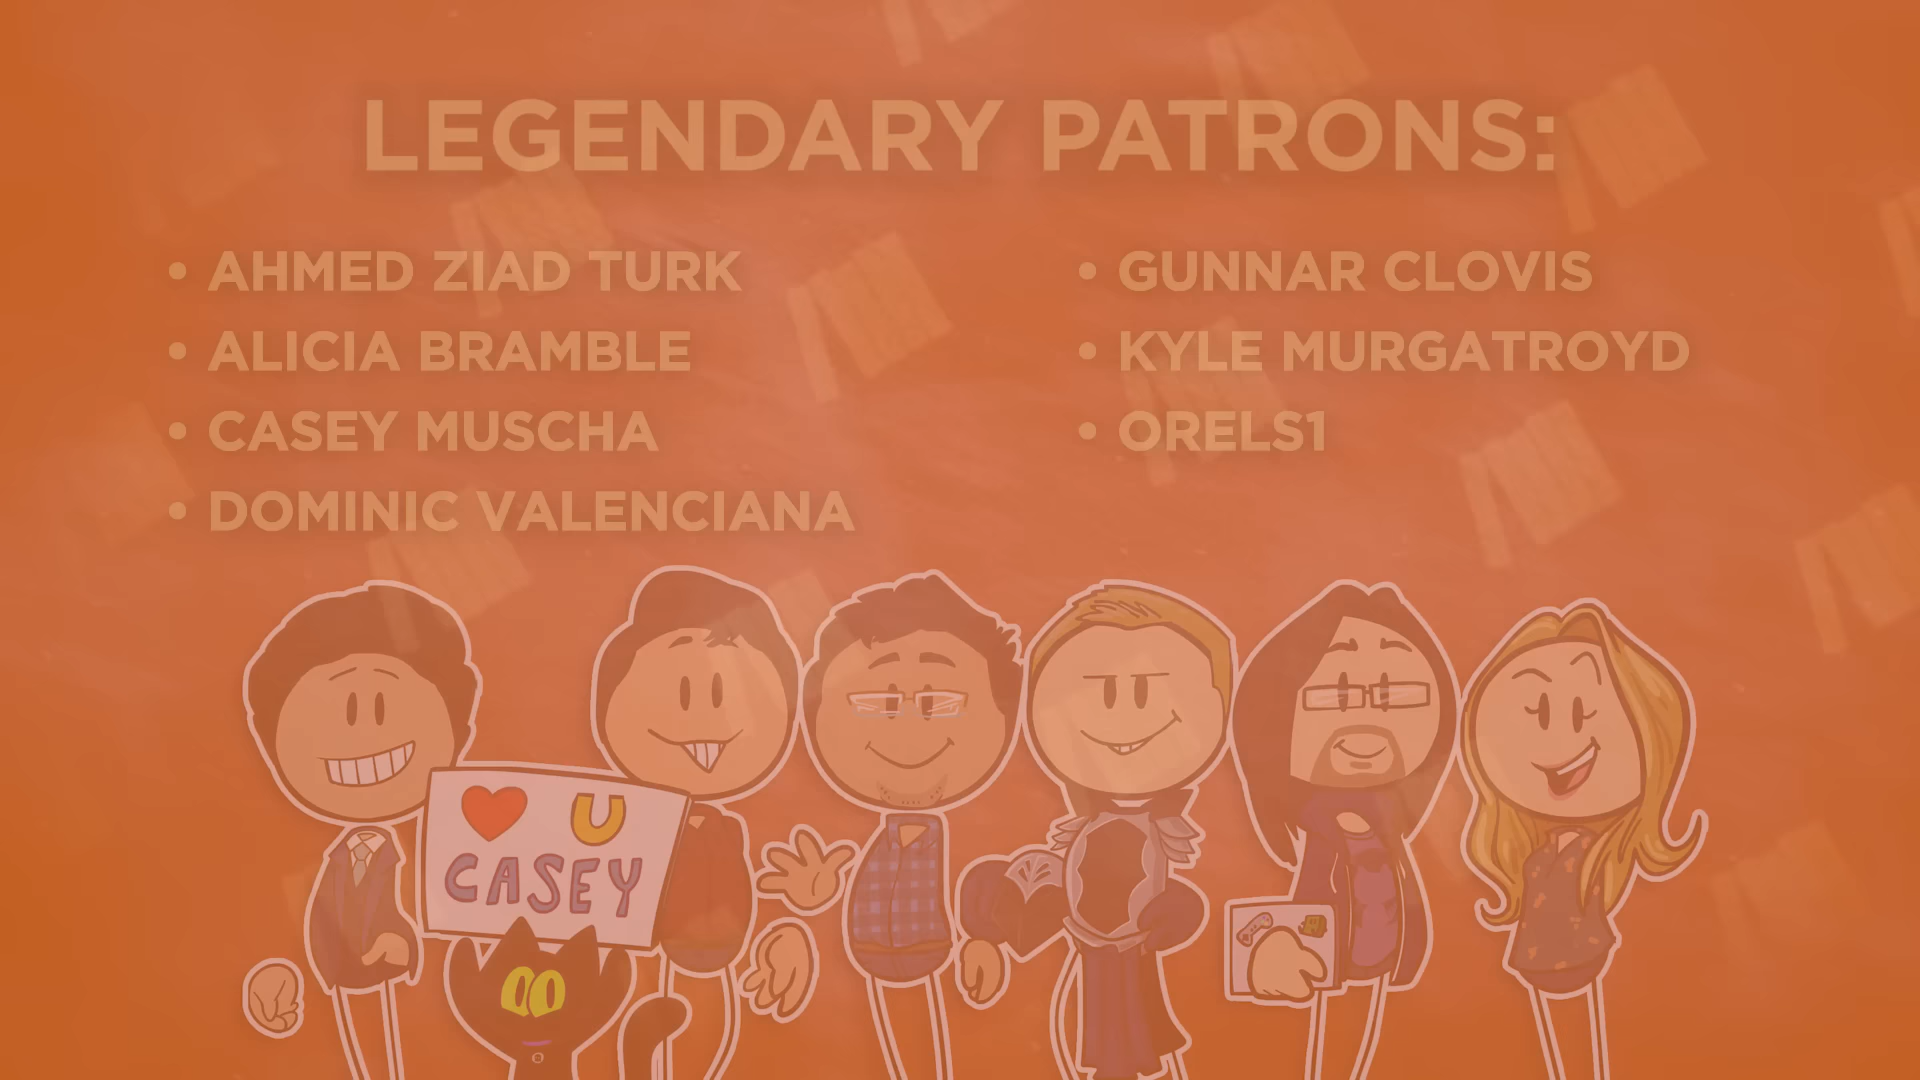 LEGENDARY PATRONS:
• AHMED ZIAD TURK
• ALICIA BRAMBLE
• CASEY MUSCHA
• DOMINIC VALENCIANA
• GUNNAR CLOVIS
• KYLE MURGATROYD
• ORELS1
U
CASEY